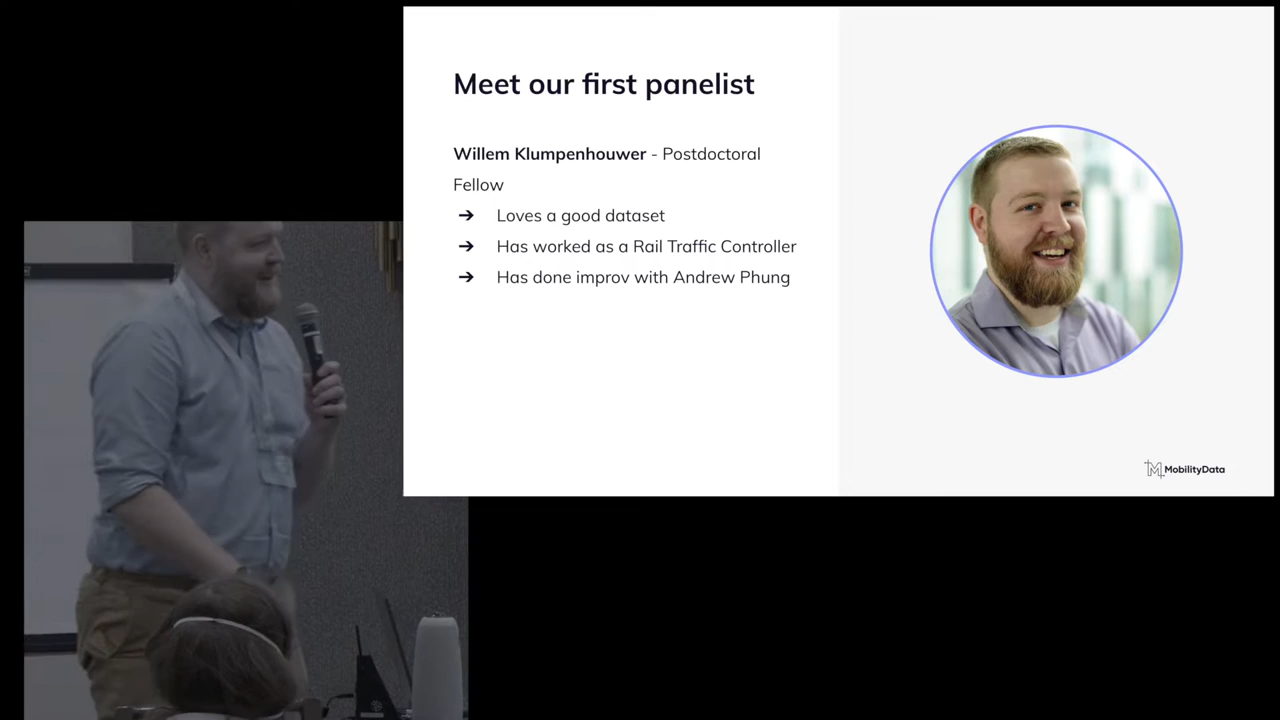 Meet our first panelist
Willem Klumpenhouwer - Postdoctoral
Fellow
➔ Loves a good dataset
➔ Has worked as a Rail Traffic Controller
➔ Has done improv with Andrew Phung
MobilityData